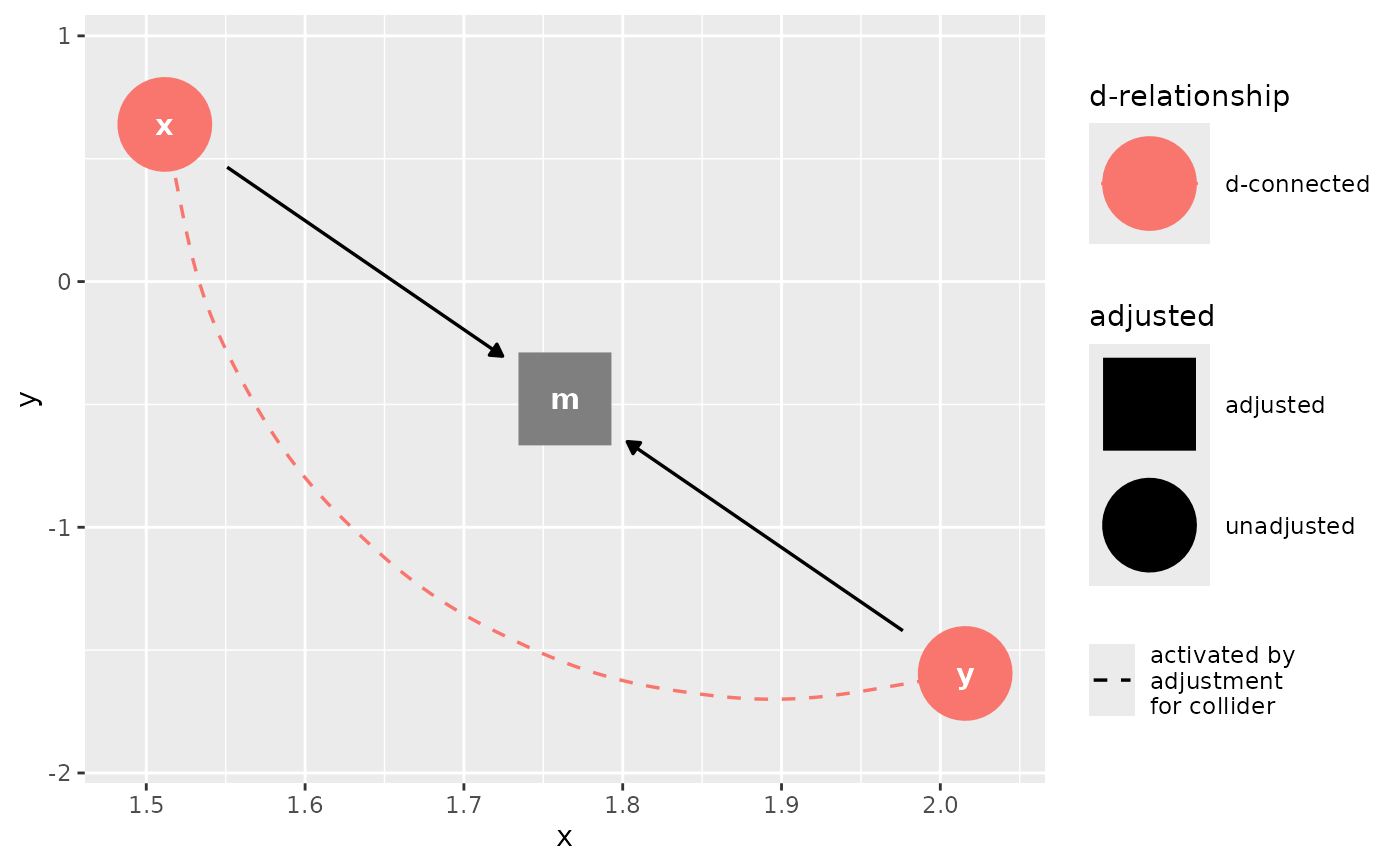 1
0
-1
-2
y
x
m
y
1.5
1.6
1.7
1.8
1.9
2.0
x
d-relationship
d-connected
adjusted
adjusted
unadjusted
activated by
adjustment
for collider